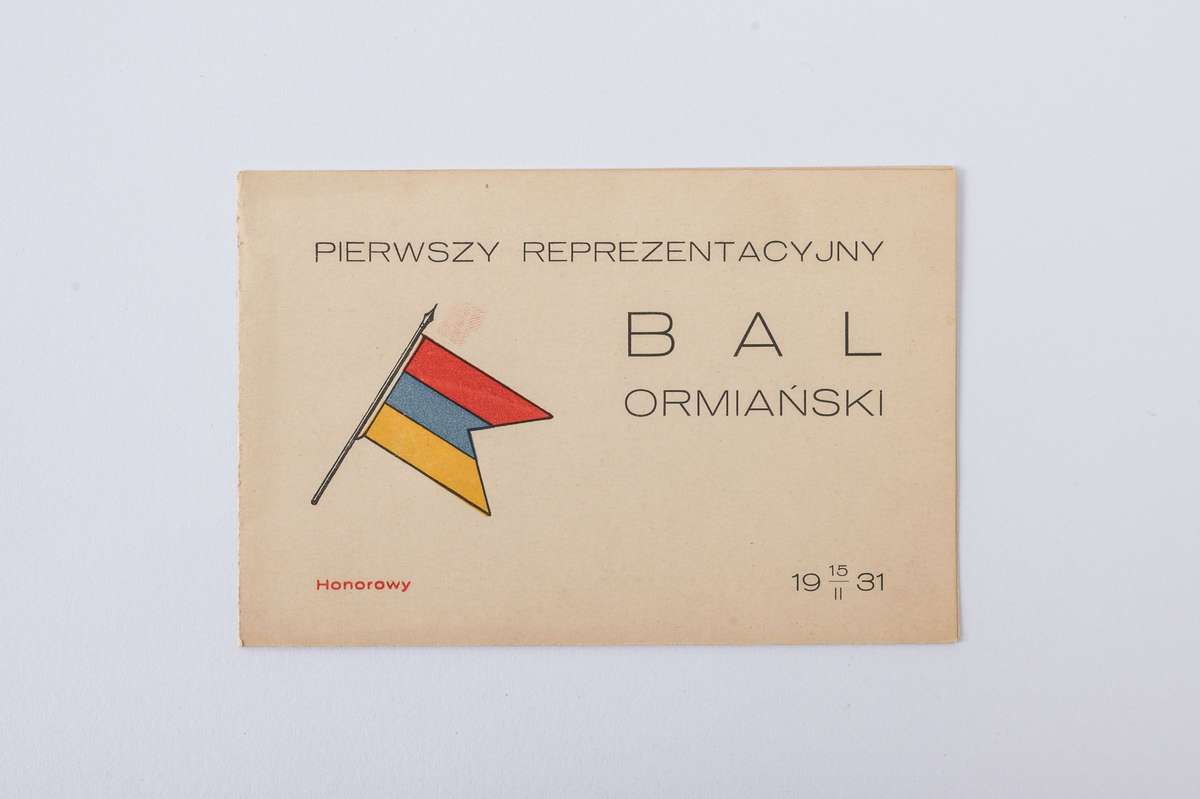 PIERWSZY REPREZENTACYJNY
BAL
ORMIAŃSKI
Honorowy
19 15/II 31